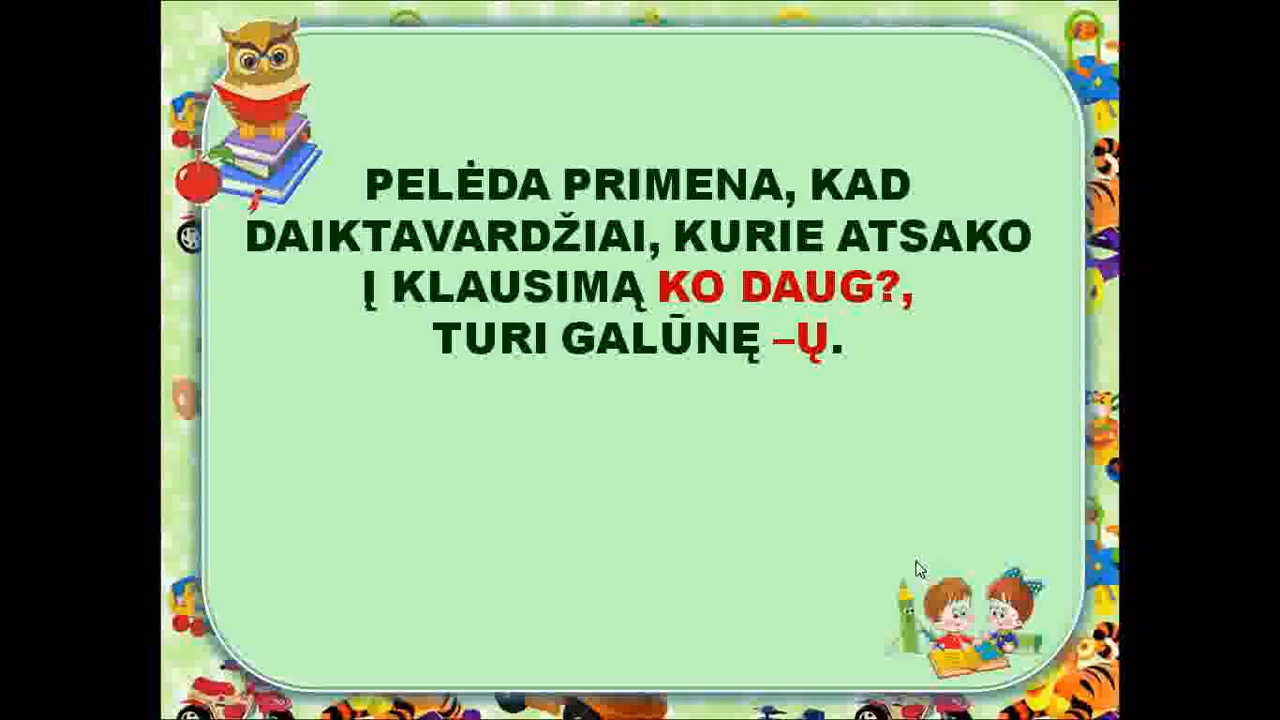 PELĖDA PRIMENA, KAD
DAIKTAVARDŽIAI, KURIE ATSAKO
Į KLAUSIMĄ KO DAUG?,
TURI GALŪNĘ –Ų.